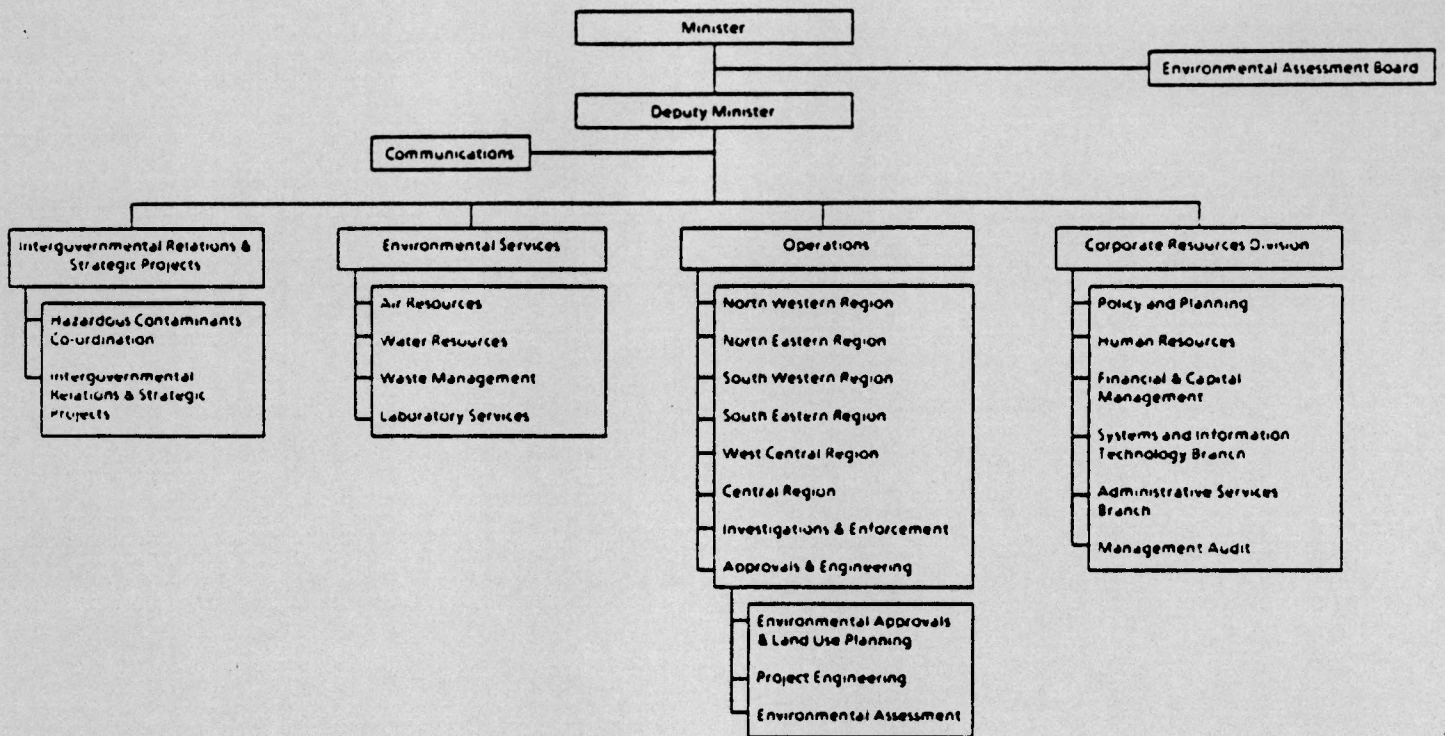 Minister
Environmental Assessment Board
Deputy Minister
Communications
Intergovernmental Relations &
Strategic Projects
Hazardous Contaminants
Co-ordination
Intergovernmental
Relations & Strategic
Projects
Environmental Services
Air Resources
Water Resources
Waste Management
Laboratory Services
Operations
North Western Region
North Eastern Region
South Western Region
South Eastern Region
West Central Region
Central Region
Investigations & Enforcement
Approvals & Engineering
Environmental Approvals
& Land Use Planning
Project Engineering
Environmental Assessment
Corporate Resources Division
Policy and Planning
Human Resources
Financial & Capital
Management
Systems and Information
Technology Branch
Administrative Services
Branch
Management Audit